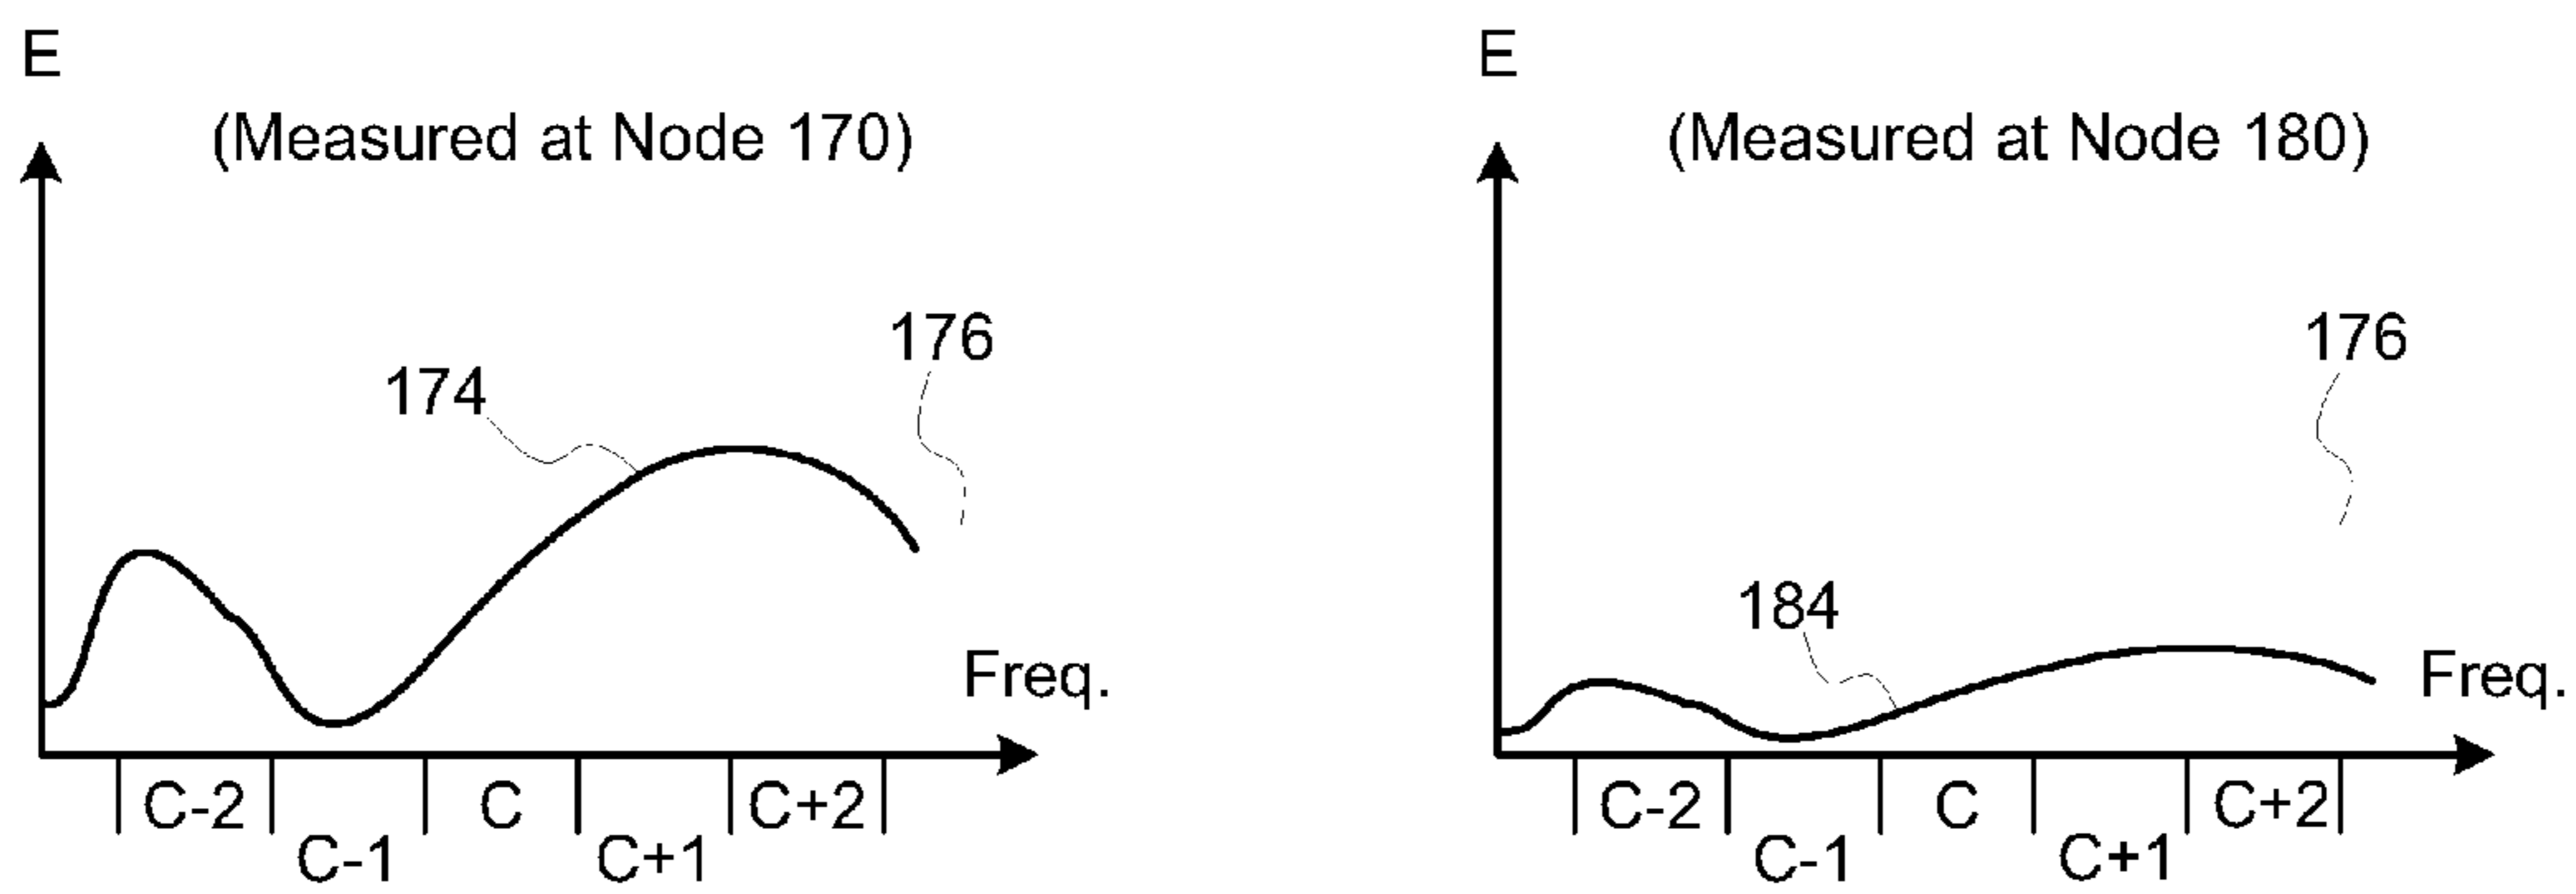 E
(Measured at Node 170)
174
176
Freq.
C-2
C-1
C
C+1
C+2
E
(Measured at Node 180)
176
184
Freq.
C-2
C-1
C
C+1
C+2